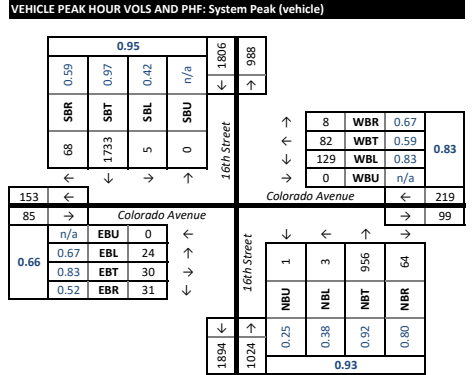 VEHICLE PEAK HOUR VOLS AND PHF: System Peak (vehicle)
0.95
1806
988
0.59
0.97
0.42
n/a
↓
↑
SBR
SBT
SBL
SBU
16th Street
68
1733
5
0
← ↓ → ↑
↑ 8 WBR 0.67
← 82 WBT 0.59
↓ 129 WBL 0.83
→ 0 WBU n/a
0.83
153 ←
Colorado Avenue
← 219
85 →
Colorado Avenue
→ 99
n/a EBU 0 ←
0.67 EBL 24 ↑
0.83 EBT 30 →
0.52 EBR 31 ↓
0.66
16th Street
↓ ← ↑ →
1
3
956
64
NBU
NBL
NBT
NBR
↓
↑
0.25
0.38
0.92
0.80
1894
1024
0.93